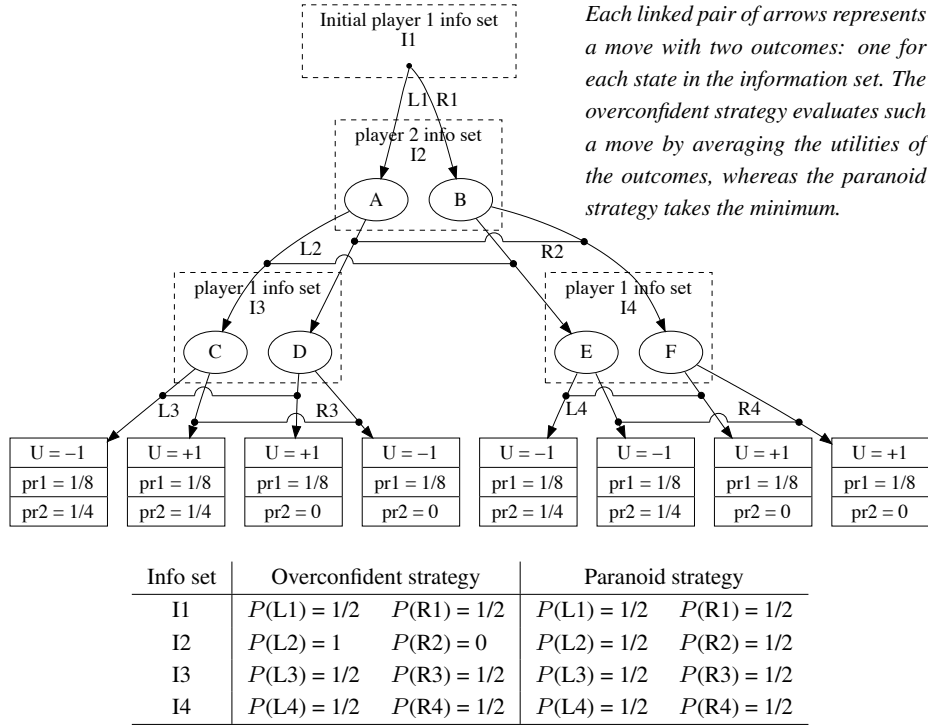 Initial player 1 info set
I1
Each linked pair of arrows represents
a move with two outcomes: one for
each state in the information set. The
overconfident strategy evaluates such
a move by averaging the utilities of
the outcomes, whereas the paranoid
strategy takes the minimum.
L1 R1
player 2 info set
I2
A B
L2 R2
player 1 info set
I3
player 1 info set
I4
C D E F
L3 R3 L4 R4
U = −1 U = +1 U = +1 U = −1 U = −1 U = −1 U = +1 U = +1
pr1 = 1/8 pr1 = 1/8 pr1 = 1/8 pr1 = 1/8 pr1 = 1/8 pr1 = 1/8 pr1 = 1/8 pr1 = 1/8
pr2 = 1/4 pr2 = 1/4 pr2 = 0 pr2 = 0 pr2 = 1/4 pr2 = 1/4 pr2 = 0 pr2 = 0
Info set Overconfident strategy Paranoid strategy
I1 P(L1) = 1/2 P(R1) = 1/2 P(L1) = 1/2 P(R1) = 1/2
I2 P(L2) = 1 P(R2) = 0 P(L2) = 1/2 P(R2) = 1/2
I3 P(L3) = 1/2 P(R3) = 1/2 P(L3) = 1/2 P(R3) = 1/2
I4 P(L4) = 1/2 P(R4) = 1/2 P(L4) = 1/2 P(R4) = 1/2